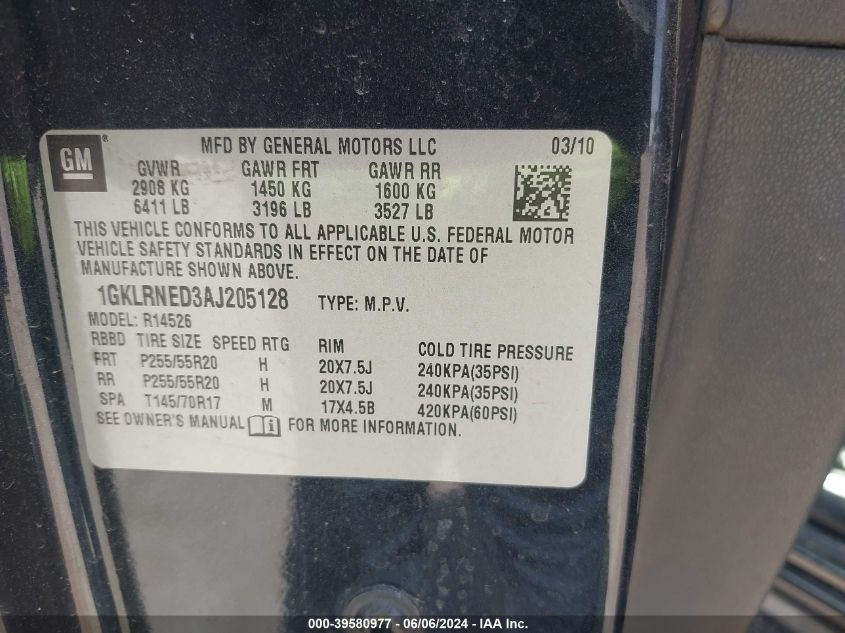 GM® MFD BY GENERAL MOTORS LLC 03/10
GVWR GAWR FRT GAWR RR
2908 KG 1450 KG 1600 KG
6411 LB 3196 LB 3527 LB
THIS VEHICLE CONFORMS TO ALL APPLICABLE U.S. FEDERAL MOTOR
VEHICLE SAFETY STANDARDS IN EFFECT ON THE DATE OF
MANUFACTURE SHOWN ABOVE.
1GKLRNED3AJ205128 TYPE: M.P.V.
MODEL: R14526
RBBD TIRE SIZE SPEED RTG RIM COLD TIRE PRESSURE
FRT P255/55R20 H 20X7.5J 240KPA(35PSI)
RR P255/55R20 H 20X7.5J 240KPA(35PSI)
SPA T145/70R17 M 17X4.5B 420KPA(60PSI)
SEE OWNER'S MANUAL i FOR MORE INFORMATION.
000-39580977 - 06/06/2024 - IAA Inc.